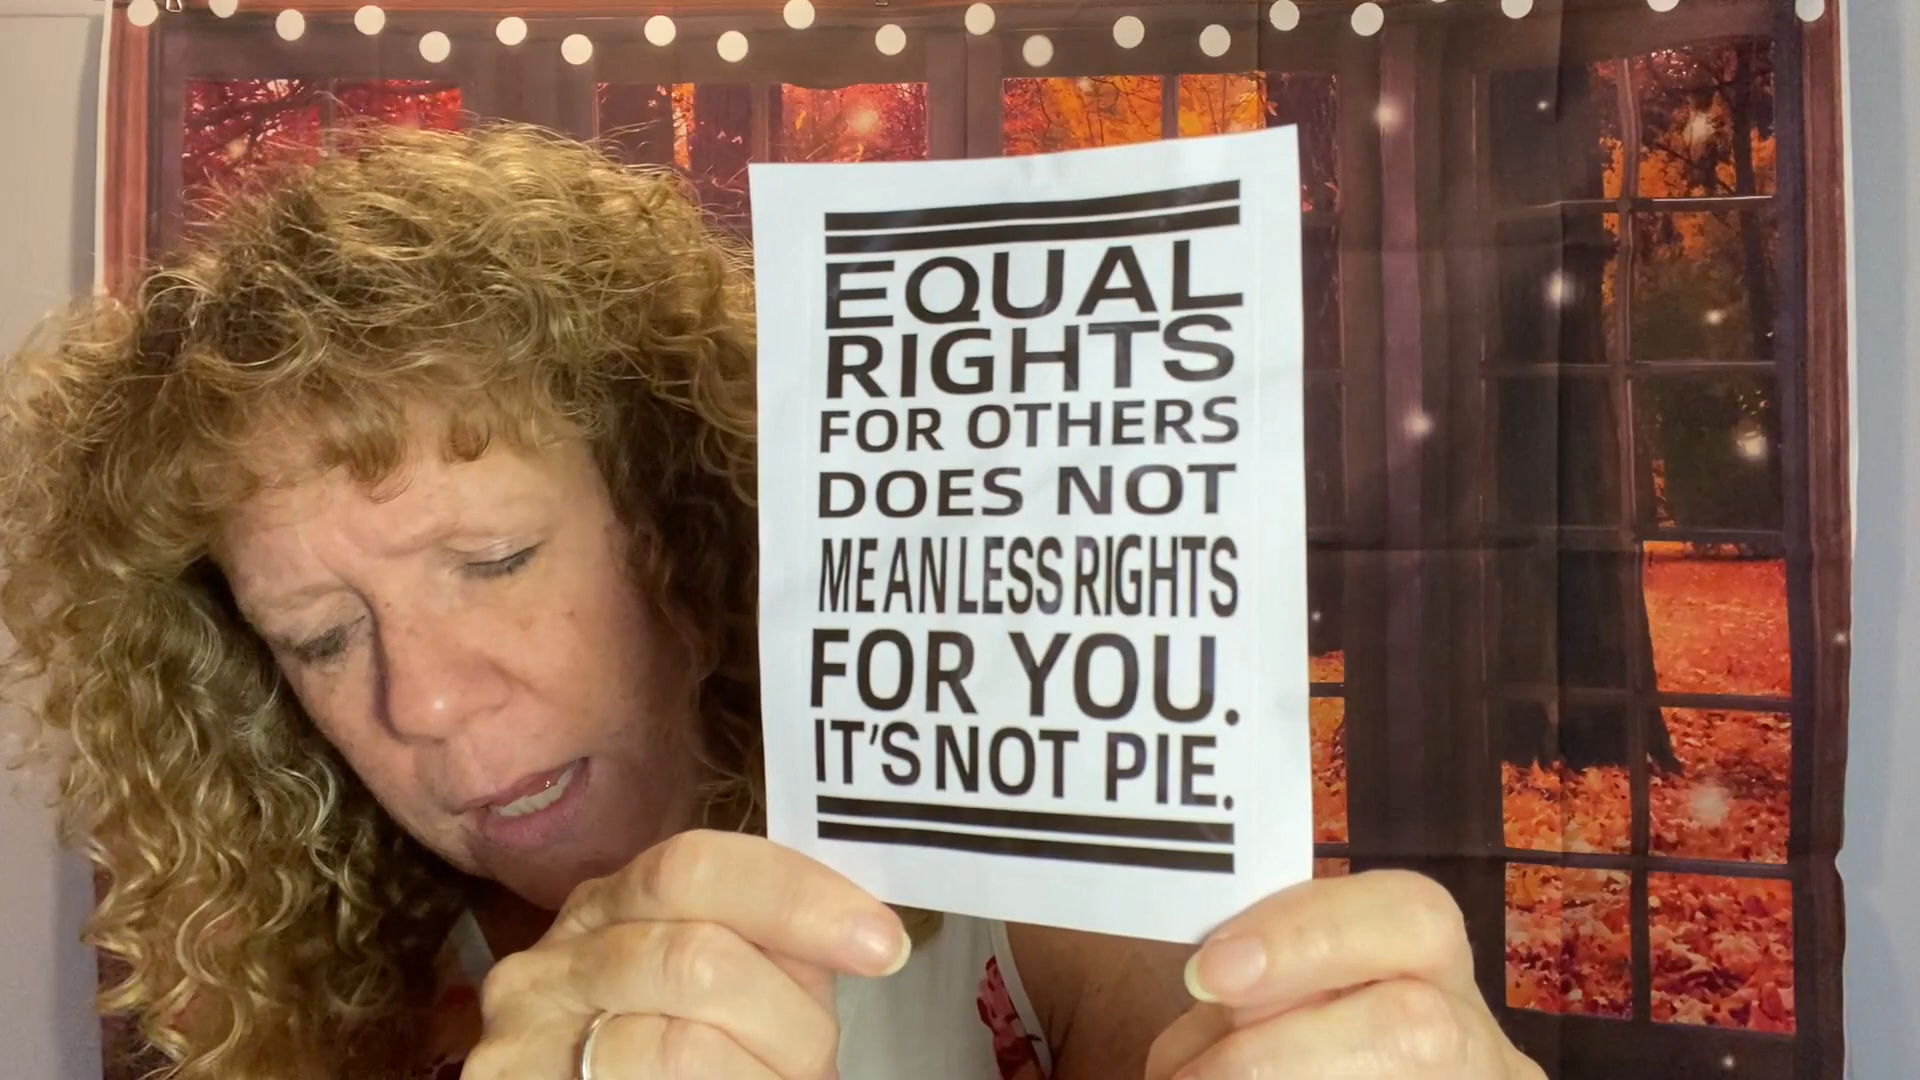 EQUAL
RIGHTS
FOR OTHERS
DOES NOT
MEAN LESS RIGHTS
FOR YOU.
IT'S NOT PIE.